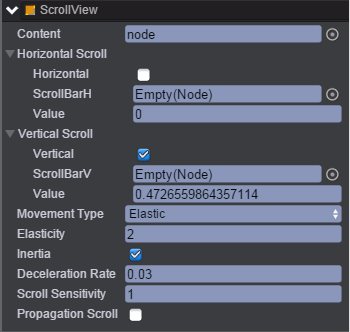 ScrollView
Content node
Horizontal Scroll
Horizontal
ScrollBarH Empty(Node)
Value 0
Vertical Scroll
Vertical
ScrollBarV Empty(Node)
Value 0.4726559864357114
Movement Type Elastic
Elasticity 2
Inertia
Deceleration Rate 0.03
Scroll Sensitivity 1
Propagation Scroll